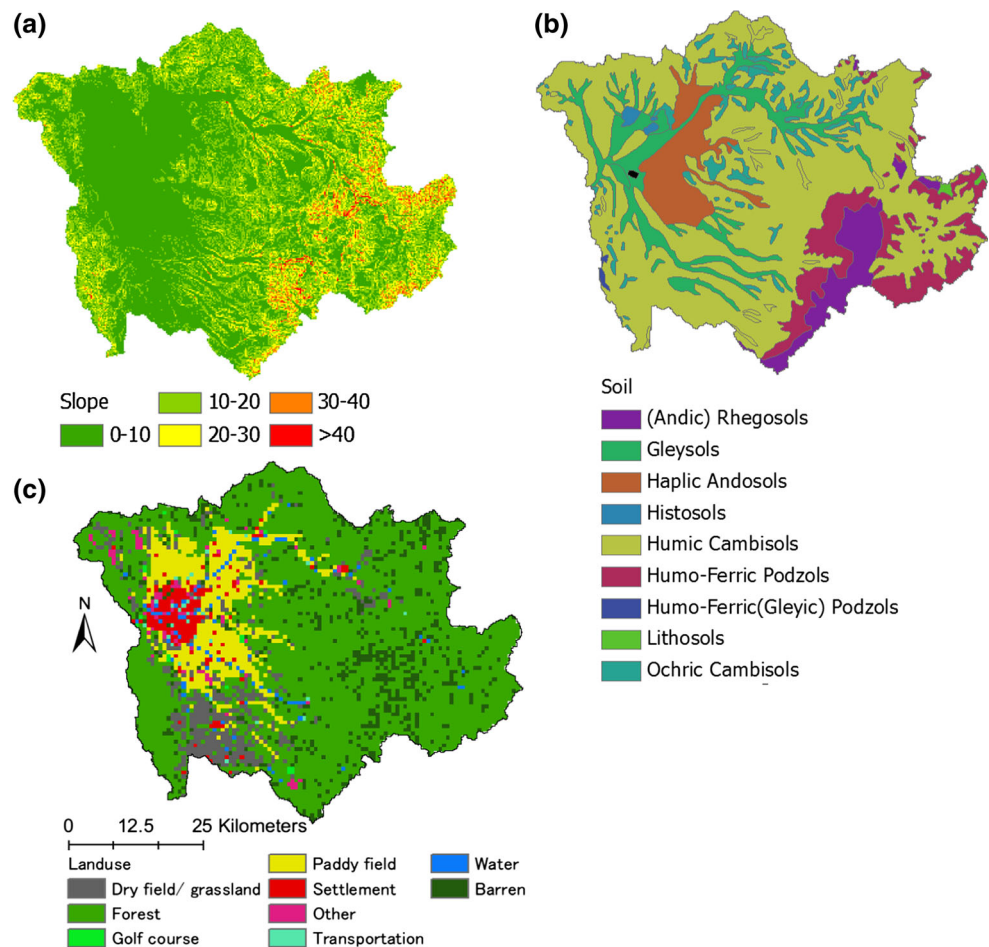 (a)
(b)
Slope
10-20
30-40
0-10
20-30
>40
Soil
(Andic) Rhegosols
Gleysols
Haplic Andosols
Histosols
Humic Cambisols
Humo-Ferric Podzols
Humo-Ferric(Gleyic) Podzols
Lithosols
Ochric Cambisols
(c)
N
0 12.5 25 Kilometers
Landuse
Paddy field
Water
Dry field/ grassland
Settlement
Barren
Forest
Other
Golf course
Transportation